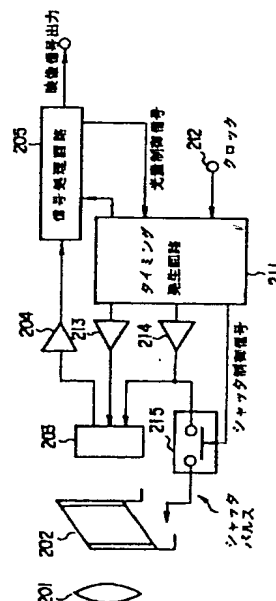 映像信号出力
205
信号処理回路
光量制御信号
212
クロック
204
タイミング
発生回路
211
213
214
シャッタ制御信号
203
215
202
シャッタ
パルス
201